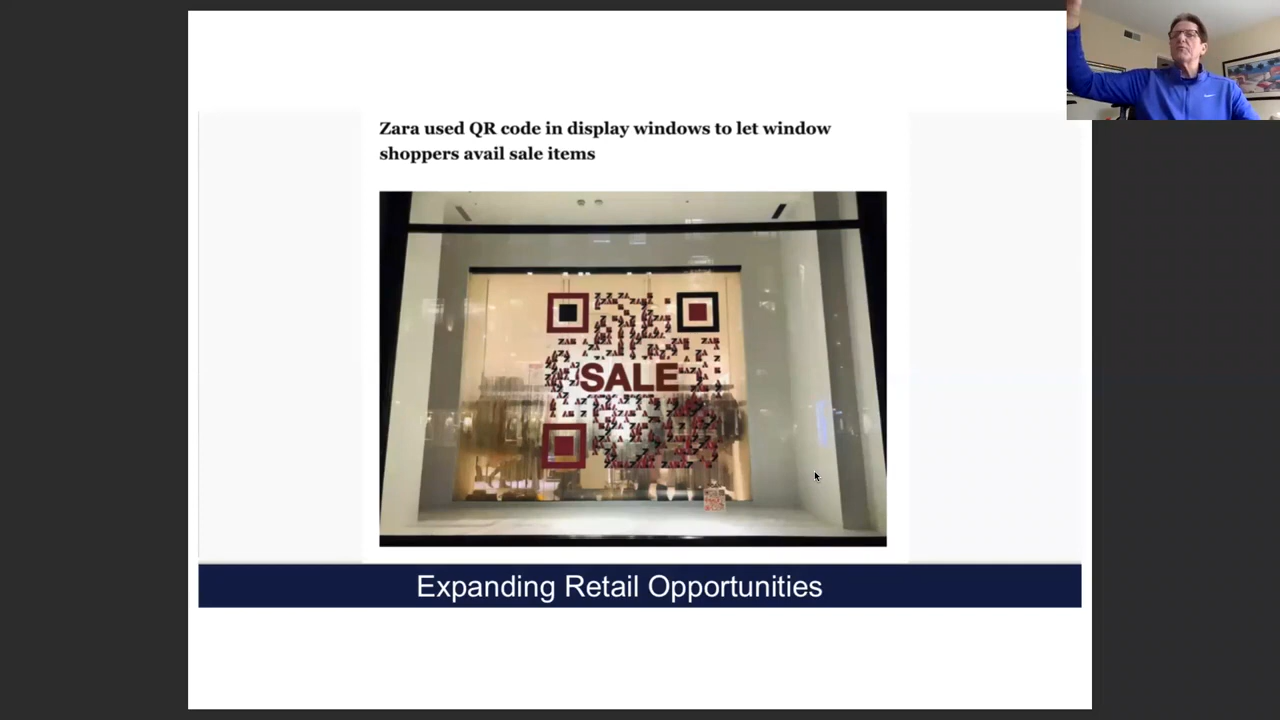 Zara used QR code in display windows to let window
shoppers avail sale items
SALE
Expanding Retail Opportunities